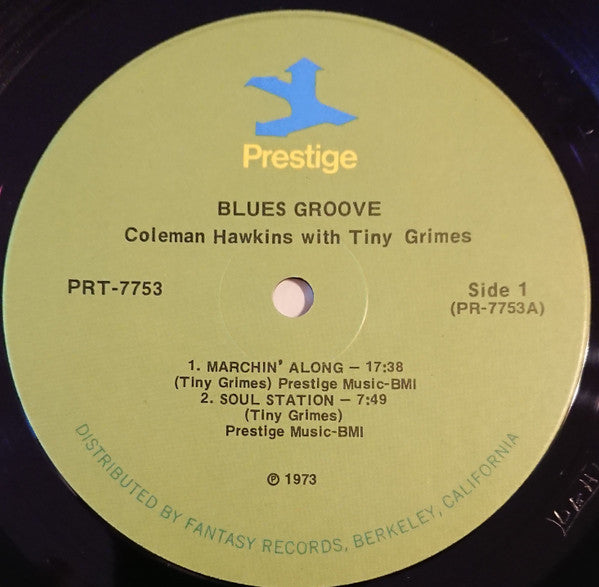 Prestige
BLUES GROOVE
Coleman Hawkins with Tiny Grimes
PRT-7753
Side 1
(PR-7753A)
1. MARCHIN' ALONG – 17:38
(Tiny Grimes) Prestige Music-BMI
2. SOUL STATION – 7:49
(Tiny Grimes)
Prestige Music-BMI
℗ 1973
DISTRIBUTED BY FANTASY RECORDS, BERKELEY, CALIFORNIA